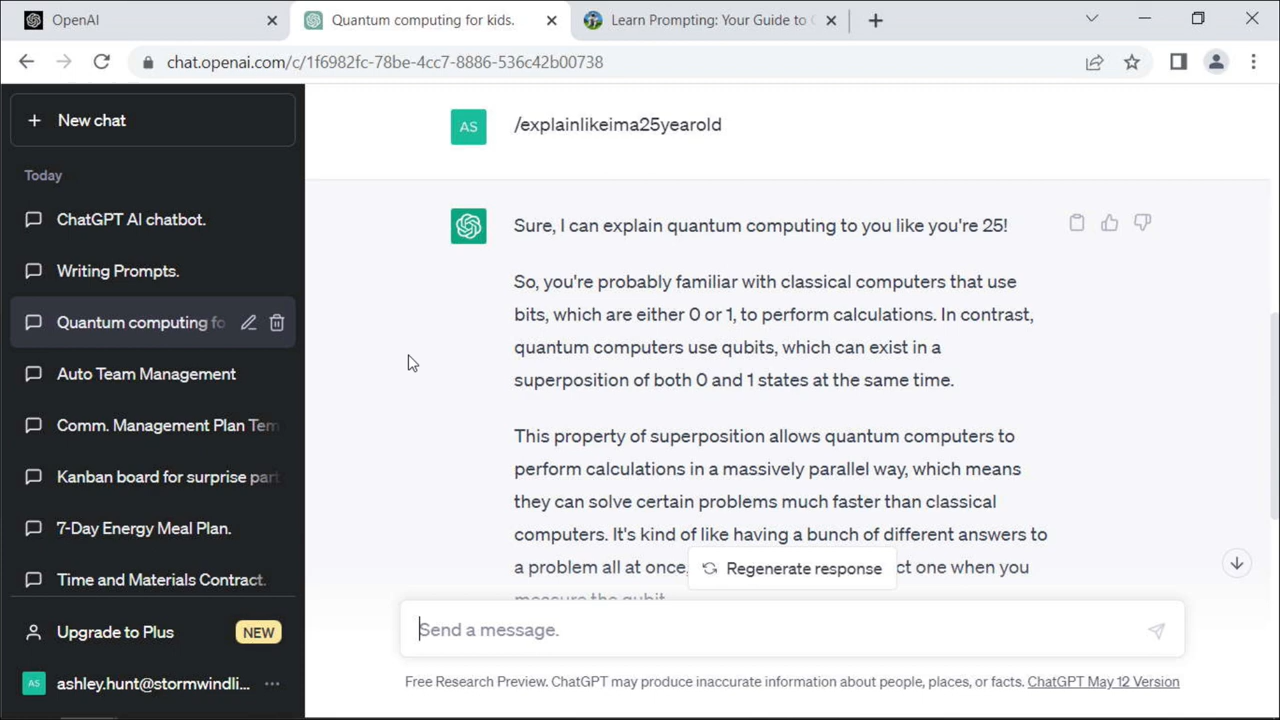 OpenAI
Quantum computing for kids.
Learn Prompting: Your Guide to
chat.openai.com/c/1f6982fc-78be-4cc7-8886-536c42b00738
New chat
Today
ChatGPT AI chatbot.
Writing Prompts.
Quantum computing fo
Auto Team Management
Comm. Management Plan Tem
Kanban board for surprise part
7-Day Energy Meal Plan.
Time and Materials Contract.
Upgrade to Plus NEW
AS ashley.hunt@stormwindli...
AS /explainlikeima25yearold
Sure, I can explain quantum computing to you like you're 25!
So, you're probably familiar with classical computers that use
bits, which are either 0 or 1, to perform calculations. In contrast,
quantum computers use qubits, which can exist in a
superposition of both 0 and 1 states at the same time.
This property of superposition allows quantum computers to
perform calculations in a massively parallel way, which means
they can solve certain problems much faster than classical
computers. It's kind of like having a bunch of different answers to
a problem all at once, ct one when you
measure the qubit.
Regenerate response
Send a message.
Free Research Preview. ChatGPT may produce inaccurate information about people, places, or facts. ChatGPT May 12 Version